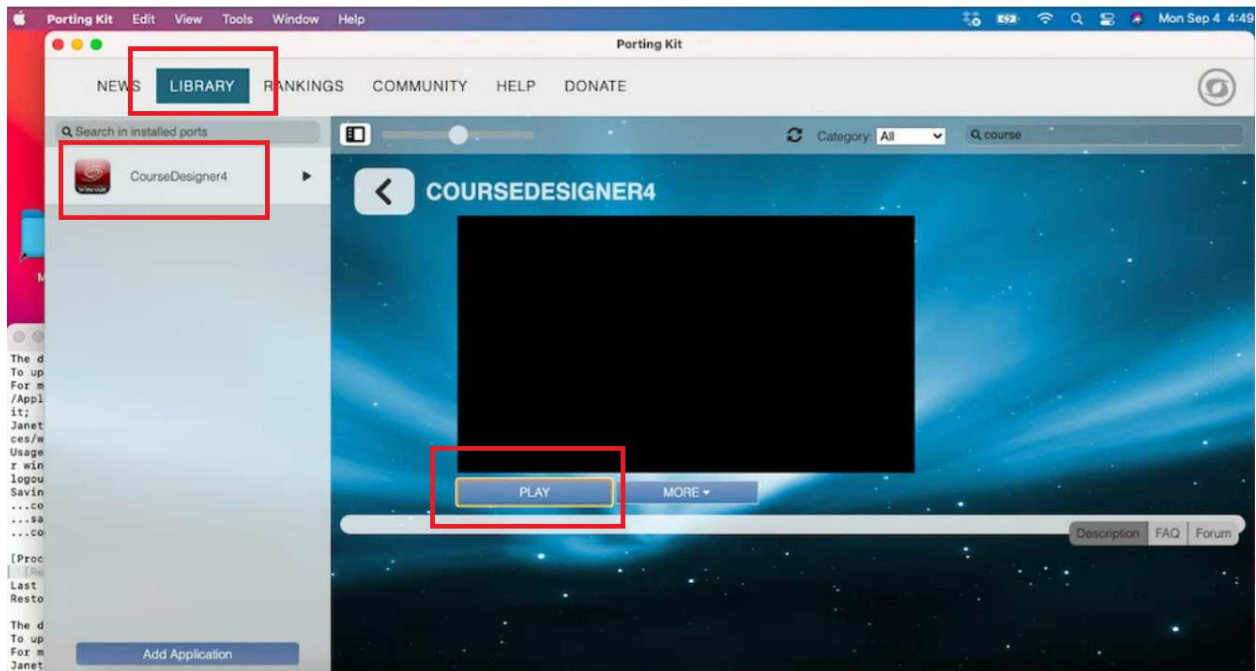 Porting Kit Edit View Tools Window Help Mon Sep 4 4:49
Porting Kit
NEWS LIBRARY RANKINGS COMMUNITY HELP DONATE
Search in installed ports
Category: All
course
CourseDesigner4
COURSEDESIGNER4
PLAY
MORE
Description FAQ Forum
The d
To up
For m
/Appl
it;
Janet
ces/w
Usage
r win
logou
Savin
...co
...sa
...co
[Proc
Last
Resto
The d
To up
For m
Janet
Add Application